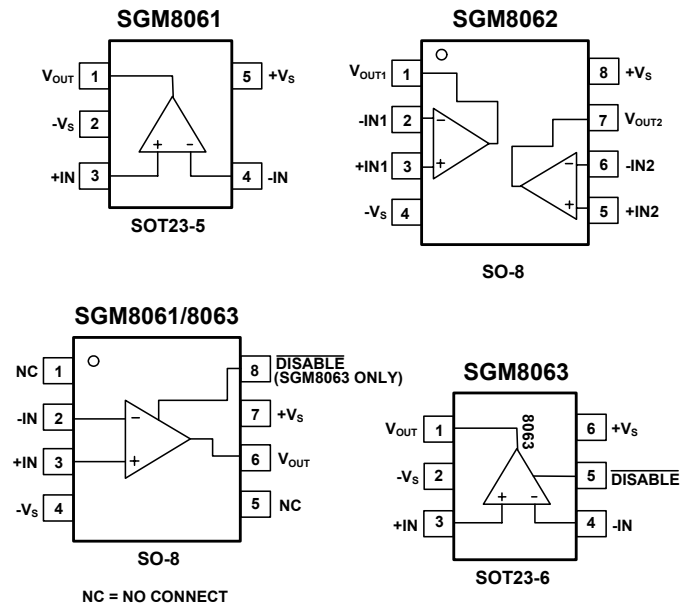 SGM8061
VOUT 1
5 +VS
-VS 2
+IN 3
4 -IN
+ -
SOT23-5
SGM8062
VOUT1 1
8 +VS
-IN1 2
7 VOUT2
+IN1 3
6 -IN2
-VS 4
5 +IN2
-
+
-
+
SO-8
SGM8061/8063
NC 1
8 DISABLE
(SGM8063 ONLY)
-IN 2
7 +VS
+IN 3
6 VOUT
-VS 4
5 NC
-
+
SO-8
NC = NO CONNECT
SGM8063
VOUT 1
8063
6 +VS
-VS 2
5 DISABLE
+IN 3
4 -IN
+ -
SOT23-6